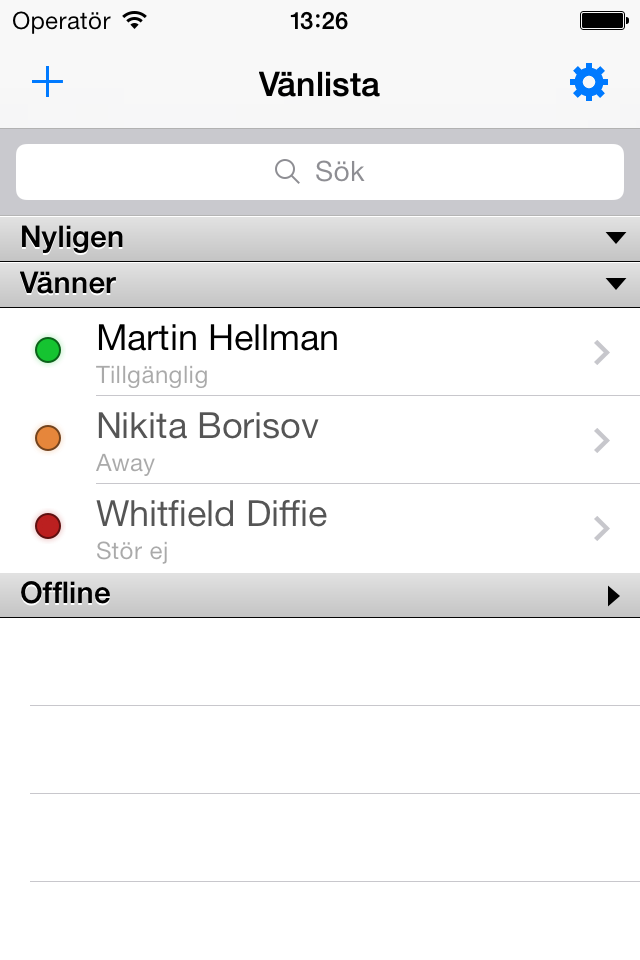 Operatör 13:26
Vänlista
Sök
Nyligen
Vänner
Martin Hellman
Tillgänglig
Nikita Borisov
Away
Whitfield Diffie
Stör ej
Offline